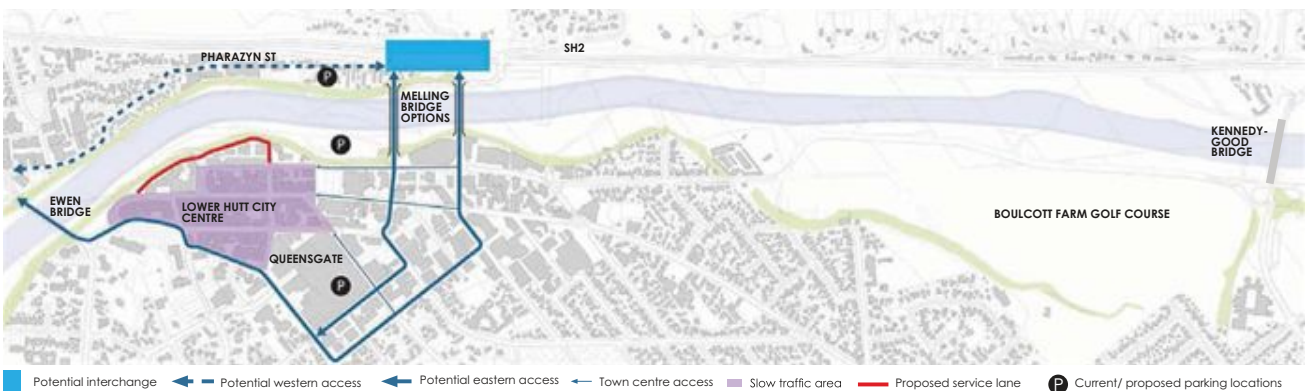 SH2
PHARAZYN ST
P
MELLING
BRIDGE
OPTIONS
P
KENNEDY-
GOOD
BRIDGE
EWEN
BRIDGE
LOWER HUTT CITY
CENTRE
BOULCOTT FARM GOLF COURSE
QUEENSGATE
P
Potential interchange
Potential western access
Potential eastern access
Town centre access
Slow traffic area
Proposed service lane
P Current/ proposed parking locations